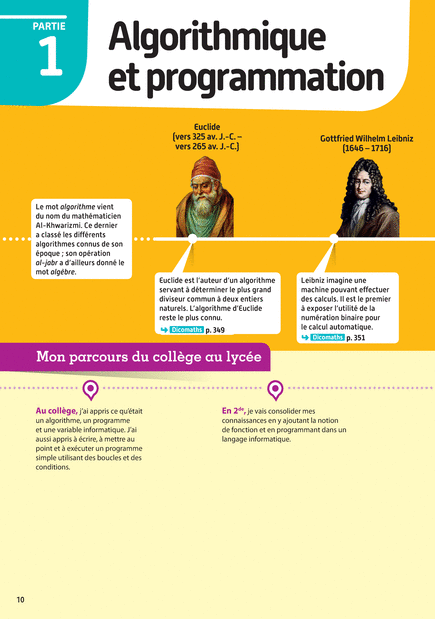 PARTIE
1
Algorithmique
et programmation
Euclide
(vers 325 av. J.-C. –
vers 265 av. J.-C.)
Gottfried Wilhelm Leibniz
(1646 – 1716)
Le mot algorithme vient
du nom du mathématicien
Al-Khwarizmi. Ce dernier
a classé les différents
algorithmes connus de son
époque ; son opération
al-jabr a d'ailleurs donné le
mot algèbre.
Euclide est l'auteur d'un algorithme
servant à déterminer le plus grand
diviseur commun à deux entiers
naturels. L'algorithme d'Euclide
reste le plus connu.
Dicomaths p. 349
Leibniz imagine une
machine pouvant effectuer
des calculs. Il est le premier
à exposer l'utilité de la
numération binaire pour
le calcul automatique.
Dicomaths p. 351
Mon parcours du collège au lycée
Au collège, j'ai appris ce qu'était
un algorithme, un programme
et une variable informatique. J'ai
aussi appris à écrire, à mettre au
point et à exécuter un programme
simple utilisant des boucles et des
conditions.
En 2de, je vais consolider mes
connaissances en y ajoutant la notion
de fonction et en programmant dans un
langage informatique.
10